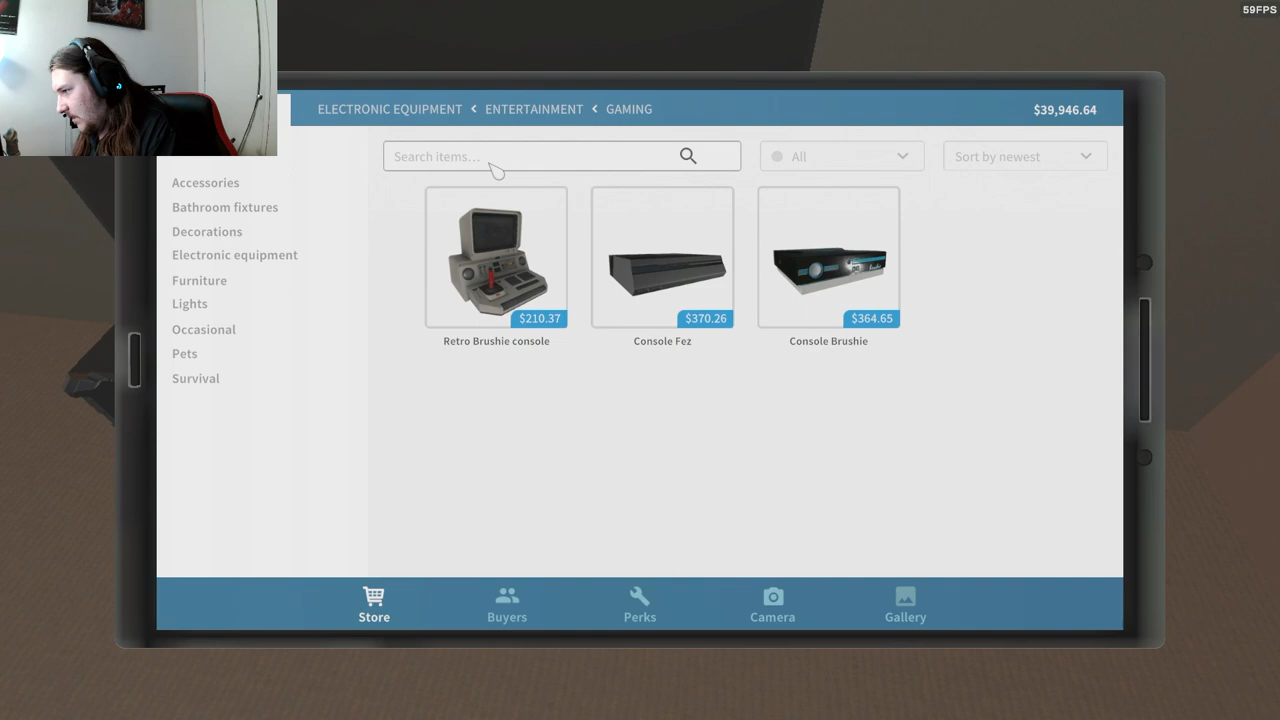 59FPS
ELECTRONIC EQUIPMENT < ENTERTAINMENT < GAMING
$39,946.64
Search items...
All
Sort by newest
Accessories
Bathroom fixtures
Decorations
Electronic equipment
Furniture
Lights
Occasional
Pets
Survival
$210.37
$370.26
$364.65
Retro Brushie console
Console Fez
Console Brushie
Store
Buyers
Perks
Camera
Gallery